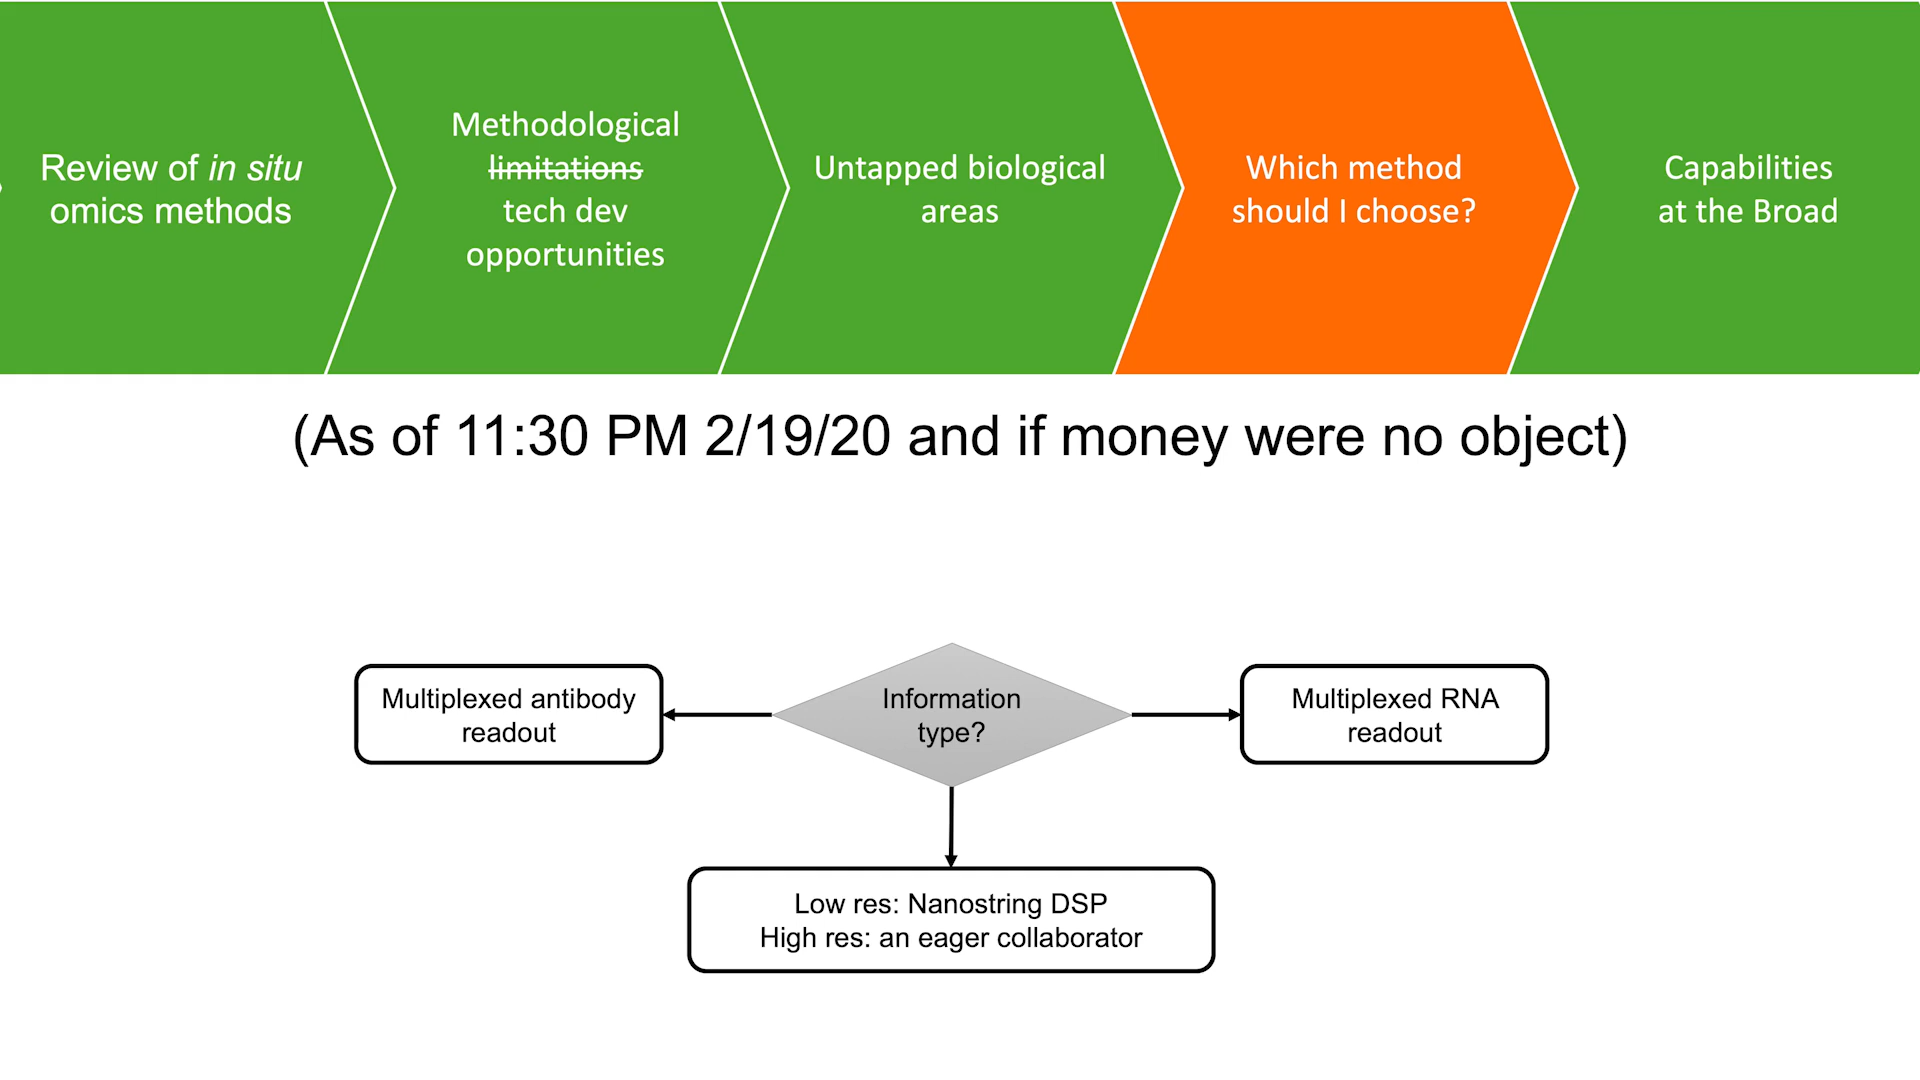 Review of in situ
omics methods
Methodological
limitations
tech dev
opportunities
Untapped biological
areas
Which method
should I choose?
Capabilities
at the Broad
(As of 11:30 PM 2/19/20 and if money were no object)
Multiplexed antibody
readout
Information
type?
Multiplexed RNA
readout
Low res: Nanostring DSP
High res: an eager collaborator